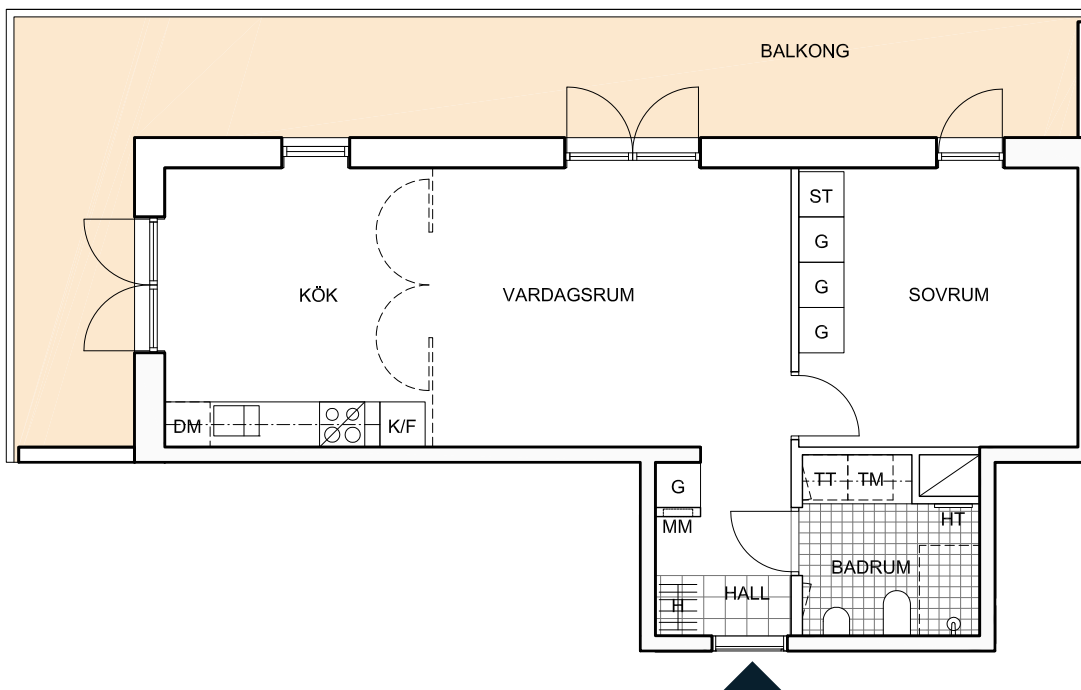 BALKONG
ST
G
G
G
KÖK
VARDAGSRUM
SOVRUM
DM
K/F
G
MM
TT
TM
HT
BADRUM
HALL
H